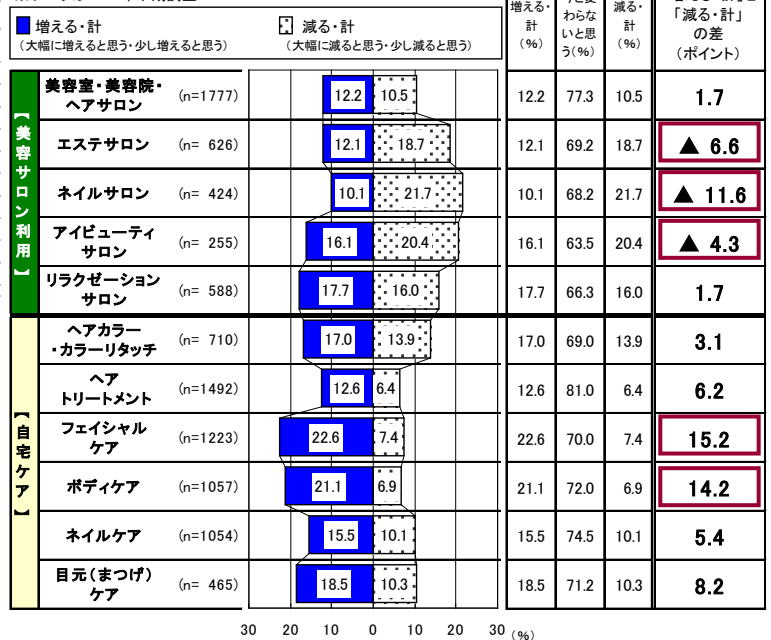 増える・計
(大幅に増えると思う・少し増えると思う)
減る・計
(大幅に減ると思う・少し減ると思う)
増える・計(%)
わらないと思う(%)
減る・計(%)
「減る・計」の差(ポイント)
【美容サロン利用】
美容室・美容院・ヘアサロン (n=1777) 12.2 10.5 12.2 77.3 10.5 1.7
エステサロン (n= 626) 12.1 18.7 12.1 69.2 18.7 ▲ 6.6
ネイルサロン (n= 424) 10.1 21.7 10.1 68.2 21.7 ▲ 11.6
アイビューティサロン (n= 255) 16.1 20.4 16.1 63.5 20.4 ▲ 4.3
リラクゼーションサロン (n= 588) 17.7 16.0 17.7 66.3 16.0 1.7
【自宅ケア】
ヘアカラー・カラーリタッチ (n= 710) 17.0 13.9 17.0 69.0 13.9 3.1
ヘアトリートメント (n=1492) 12.6 6.4 12.6 81.0 6.4 6.2
フェイシャルケア (n=1223) 22.6 7.4 22.6 70.0 7.4 15.2
ボディケア (n=1057) 21.1 6.9 21.1 72.0 6.9 14.2
ネイルケア (n=1054) 15.5 10.1 15.5 74.5 10.1 5.4
目元(まつげ)ケア (n= 465) 18.5 10.3 18.5 71.2 10.3 8.2
30 20 10 0 10 20 30 (%)